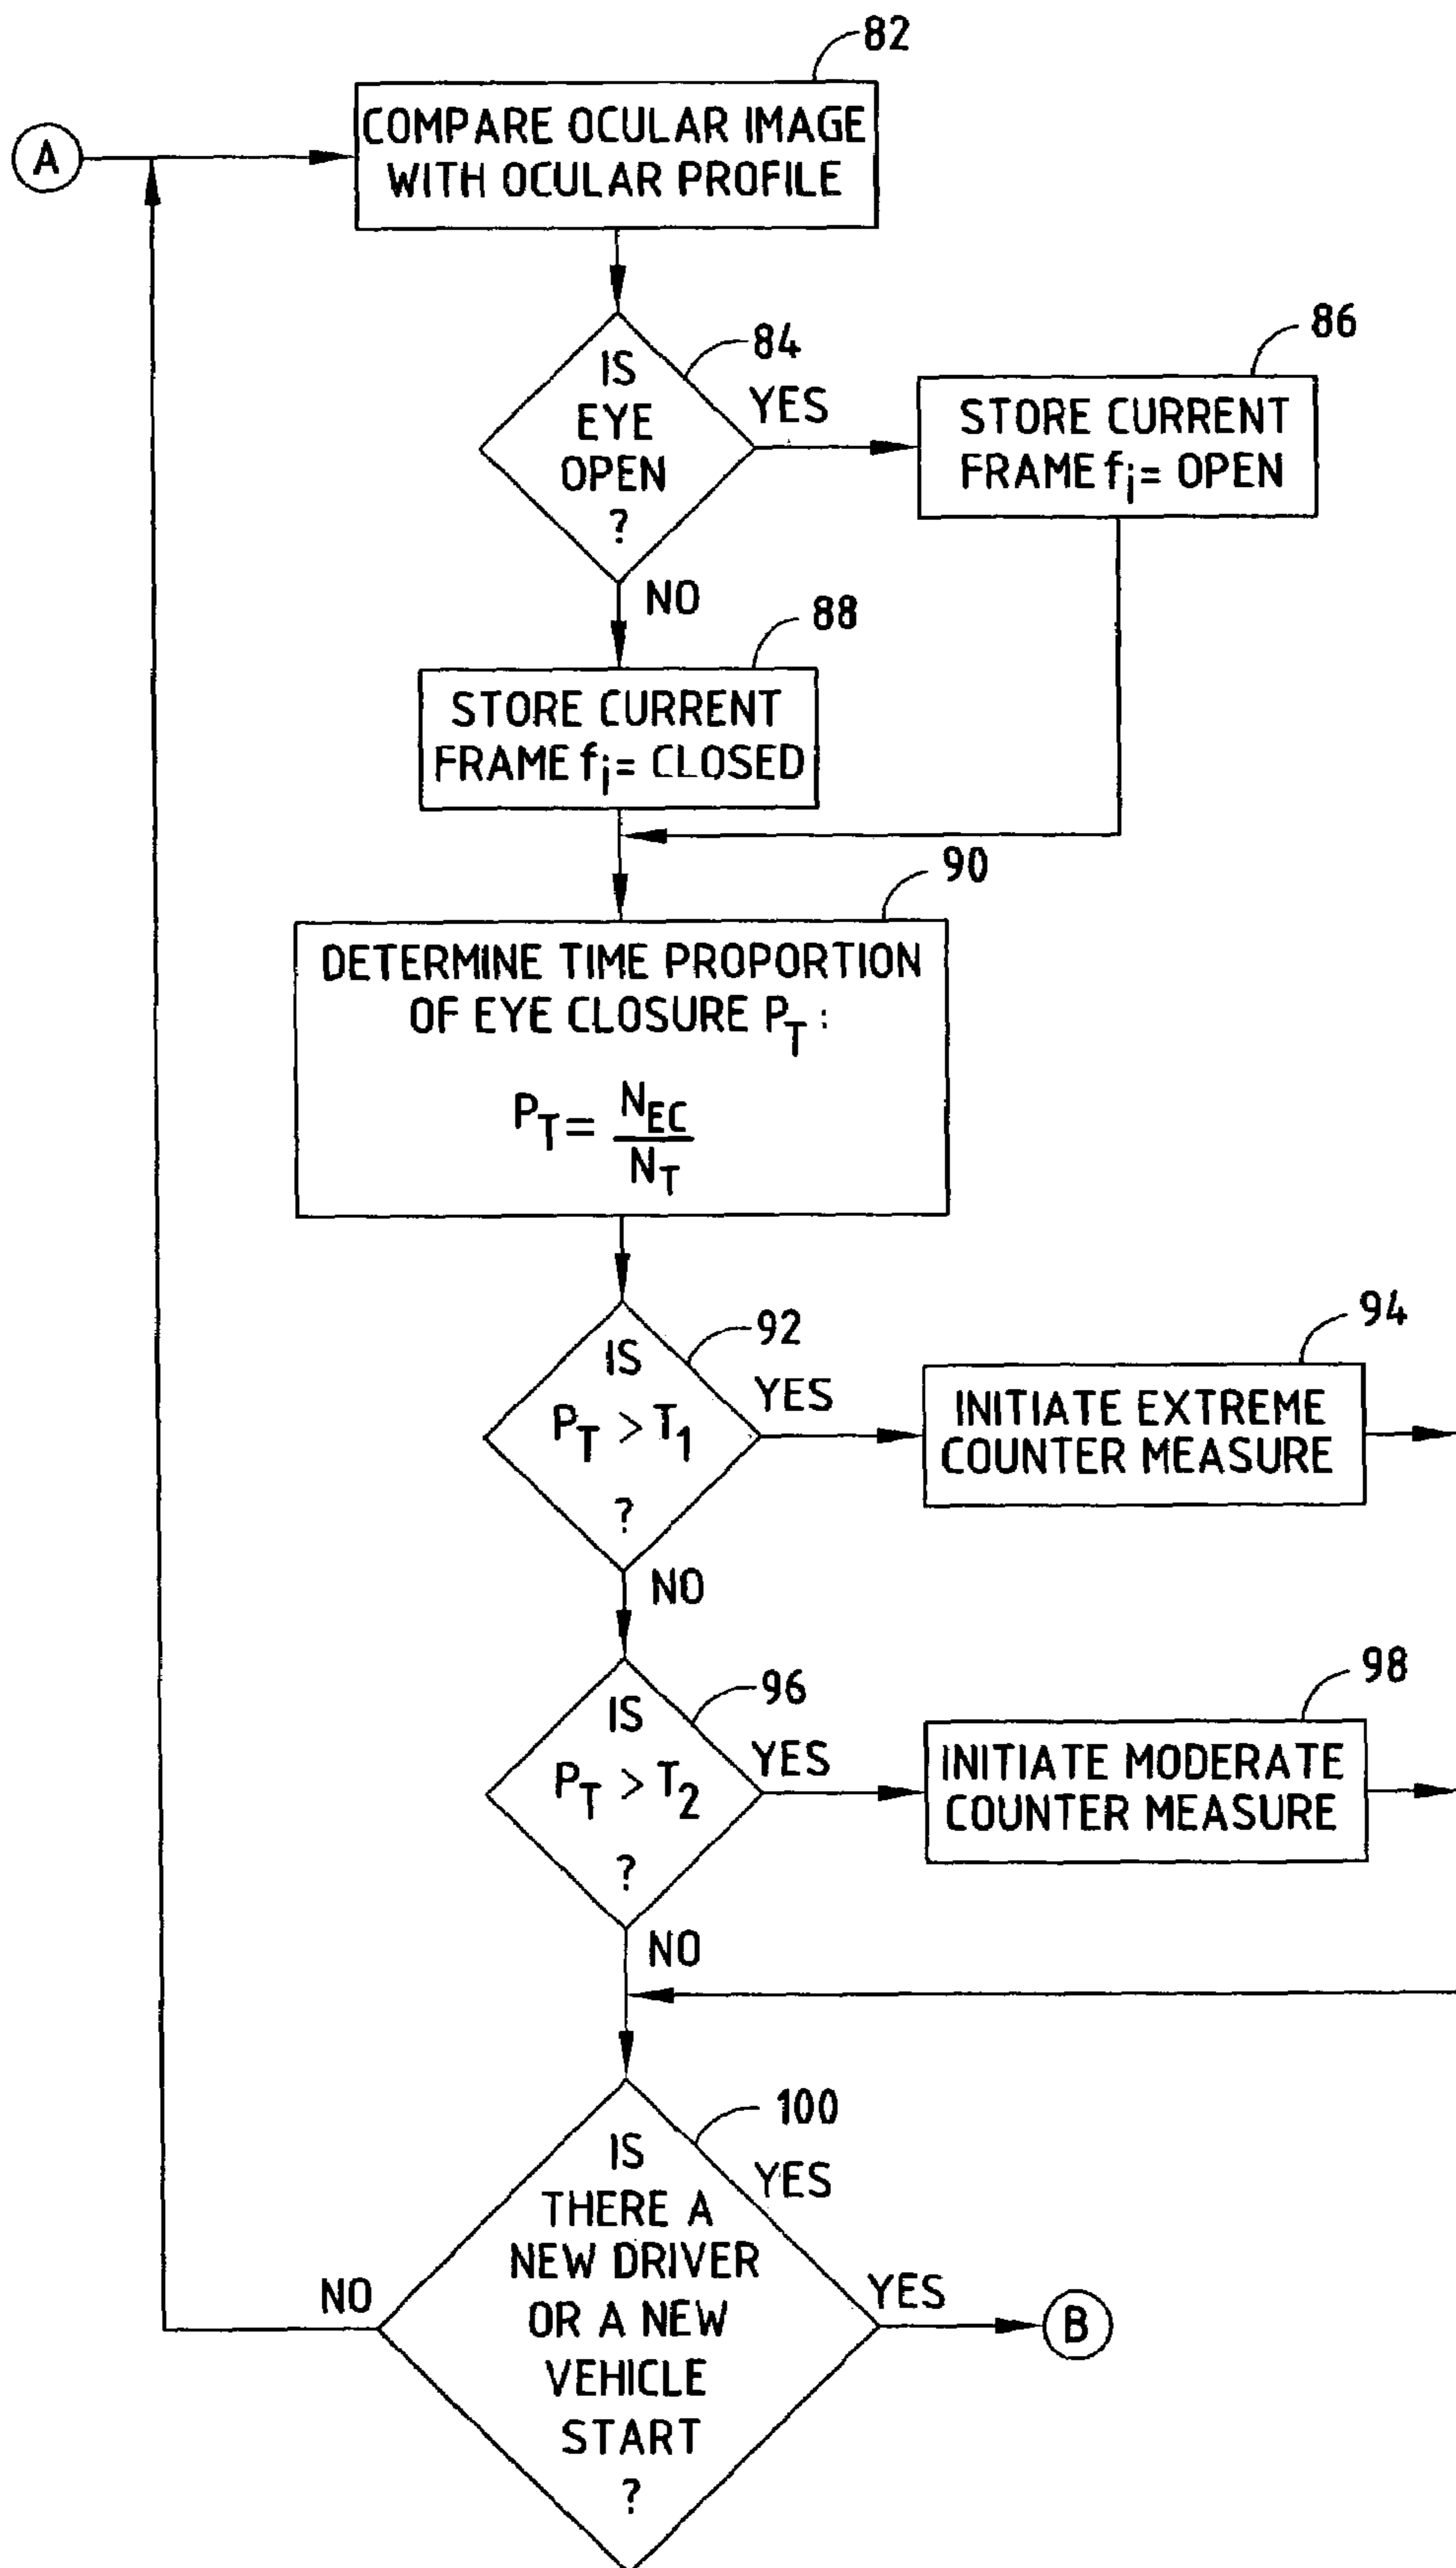 82
COMPARE OCULAR IMAGE
WITH OCULAR PROFILE
A
84
IS
EYE
OPEN
?
YES
86
STORE CURRENT
FRAME fi = OPEN
NO
88
STORE CURRENT
FRAME fi = CLOSED
90
DETERMINE TIME PROPORTION
OF EYE CLOSURE PT :
PT = NEC
NT
92
IS
PT > T1
?
YES
94
INITIATE EXTREME
COUNTER MEASURE
NO
96
IS
PT > T2
?
YES
98
INITIATE MODERATE
COUNTER MEASURE
NO
100
IS
THERE A
NEW DRIVER
OR A NEW
VEHICLE
START
?
YES
NO
YES
B